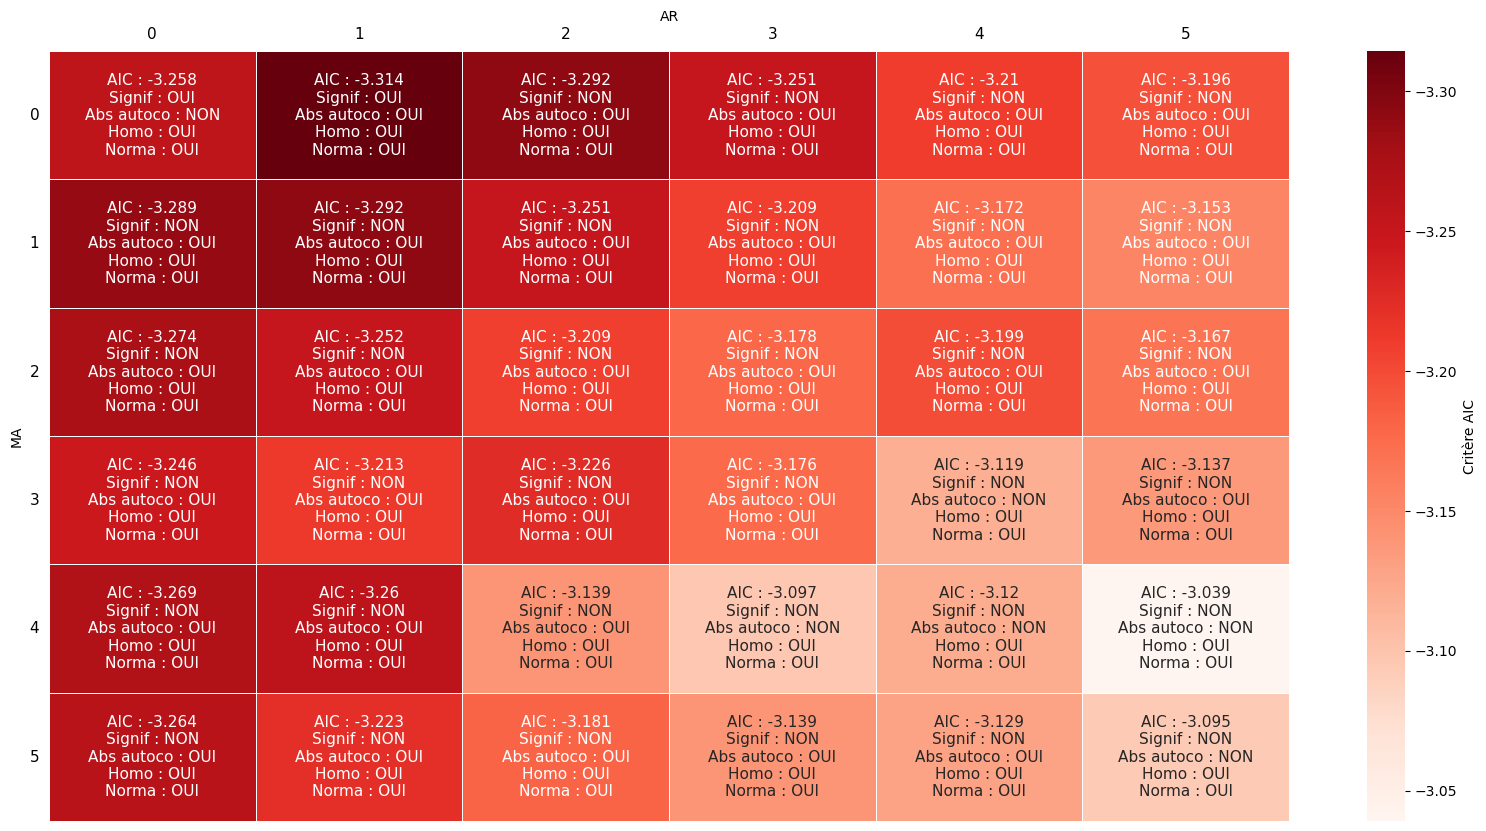 AR
0 1 2 3 4 5
0
AIC : -3.258 AIC : -3.314 AIC : -3.292 AIC : -3.251 AIC : -3.21 AIC : -3.196
Signif : OUI Signif : OUI Signif : NON Signif : NON Signif : NON Signif : NON
Abs autoco : NON Abs autoco : OUI Abs autoco : OUI Abs autoco : OUI Abs autoco : OUI Abs autoco : OUI
Homo : OUI Homo : OUI Homo : OUI Homo : OUI Homo : OUI Homo : OUI
Norma : OUI Norma : OUI Norma : OUI Norma : OUI Norma : OUI Norma : OUI
1
AIC : -3.289 AIC : -3.292 AIC : -3.251 AIC : -3.209 AIC : -3.172 AIC : -3.153
Signif : NON Signif : NON Signif : NON Signif : NON Signif : NON Signif : NON
Abs autoco : OUI Abs autoco : OUI Abs autoco : OUI Abs autoco : OUI Abs autoco : OUI Abs autoco : OUI
Homo : OUI Homo : OUI Homo : OUI Homo : OUI Homo : OUI Homo : OUI
Norma : OUI Norma : OUI Norma : OUI Norma : OUI Norma : OUI Norma : OUI
2
AIC : -3.274 AIC : -3.252 AIC : -3.209 AIC : -3.178 AIC : -3.199 AIC : -3.167
Signif : NON Signif : NON Signif : NON Signif : NON Signif : NON Signif : NON
Abs autoco : OUI Abs autoco : OUI Abs autoco : OUI Abs autoco : OUI Abs autoco : OUI Abs autoco : OUI
Homo : OUI Homo : OUI Homo : OUI Homo : OUI Homo : OUI Homo : OUI
Norma : OUI Norma : OUI Norma : OUI Norma : OUI Norma : OUI Norma : OUI
MA
3
AIC : -3.246 AIC : -3.213 AIC : -3.226 AIC : -3.176 AIC : -3.119 AIC : -3.137
Signif : NON Signif : NON Signif : NON Signif : NON Signif : NON Signif : NON
Abs autoco : OUI Abs autoco : OUI Abs autoco : OUI Abs autoco : OUI Abs autoco : NON Abs autoco : OUI
Homo : OUI Homo : OUI Homo : OUI Homo : OUI Homo : OUI Homo : OUI
Norma : OUI Norma : OUI Norma : OUI Norma : OUI Norma : OUI Norma : OUI
4
AIC : -3.269 AIC : -3.26 AIC : -3.139 AIC : -3.097 AIC : -3.12 AIC : -3.039
Signif : NON Signif : NON Signif : NON Signif : NON Signif : NON Signif : NON
Abs autoco : OUI Abs autoco : OUI Abs autoco : OUI Abs autoco : NON Abs autoco : NON Abs autoco : NON
Homo : OUI Homo : OUI Homo : OUI Homo : OUI Homo : OUI Homo : OUI
Norma : OUI Norma : OUI Norma : OUI Norma : OUI Norma : OUI Norma : OUI
5
AIC : -3.264 AIC : -3.223 AIC : -3.181 AIC : -3.139 AIC : -3.129 AIC : -3.095
Signif : NON Signif : NON Signif : NON Signif : NON Signif : NON Signif : NON
Abs autoco : OUI Abs autoco : OUI Abs autoco : OUI Abs autoco : OUI Abs autoco : OUI Abs autoco : NON
Homo : OUI Homo : OUI Homo : OUI Homo : OUI Homo : OUI Homo : OUI
Norma : OUI Norma : OUI Norma : OUI Norma : OUI Norma : OUI Norma : OUI
−3.30
−3.25
−3.20
−3.15
−3.10
−3.05
Critère AIC